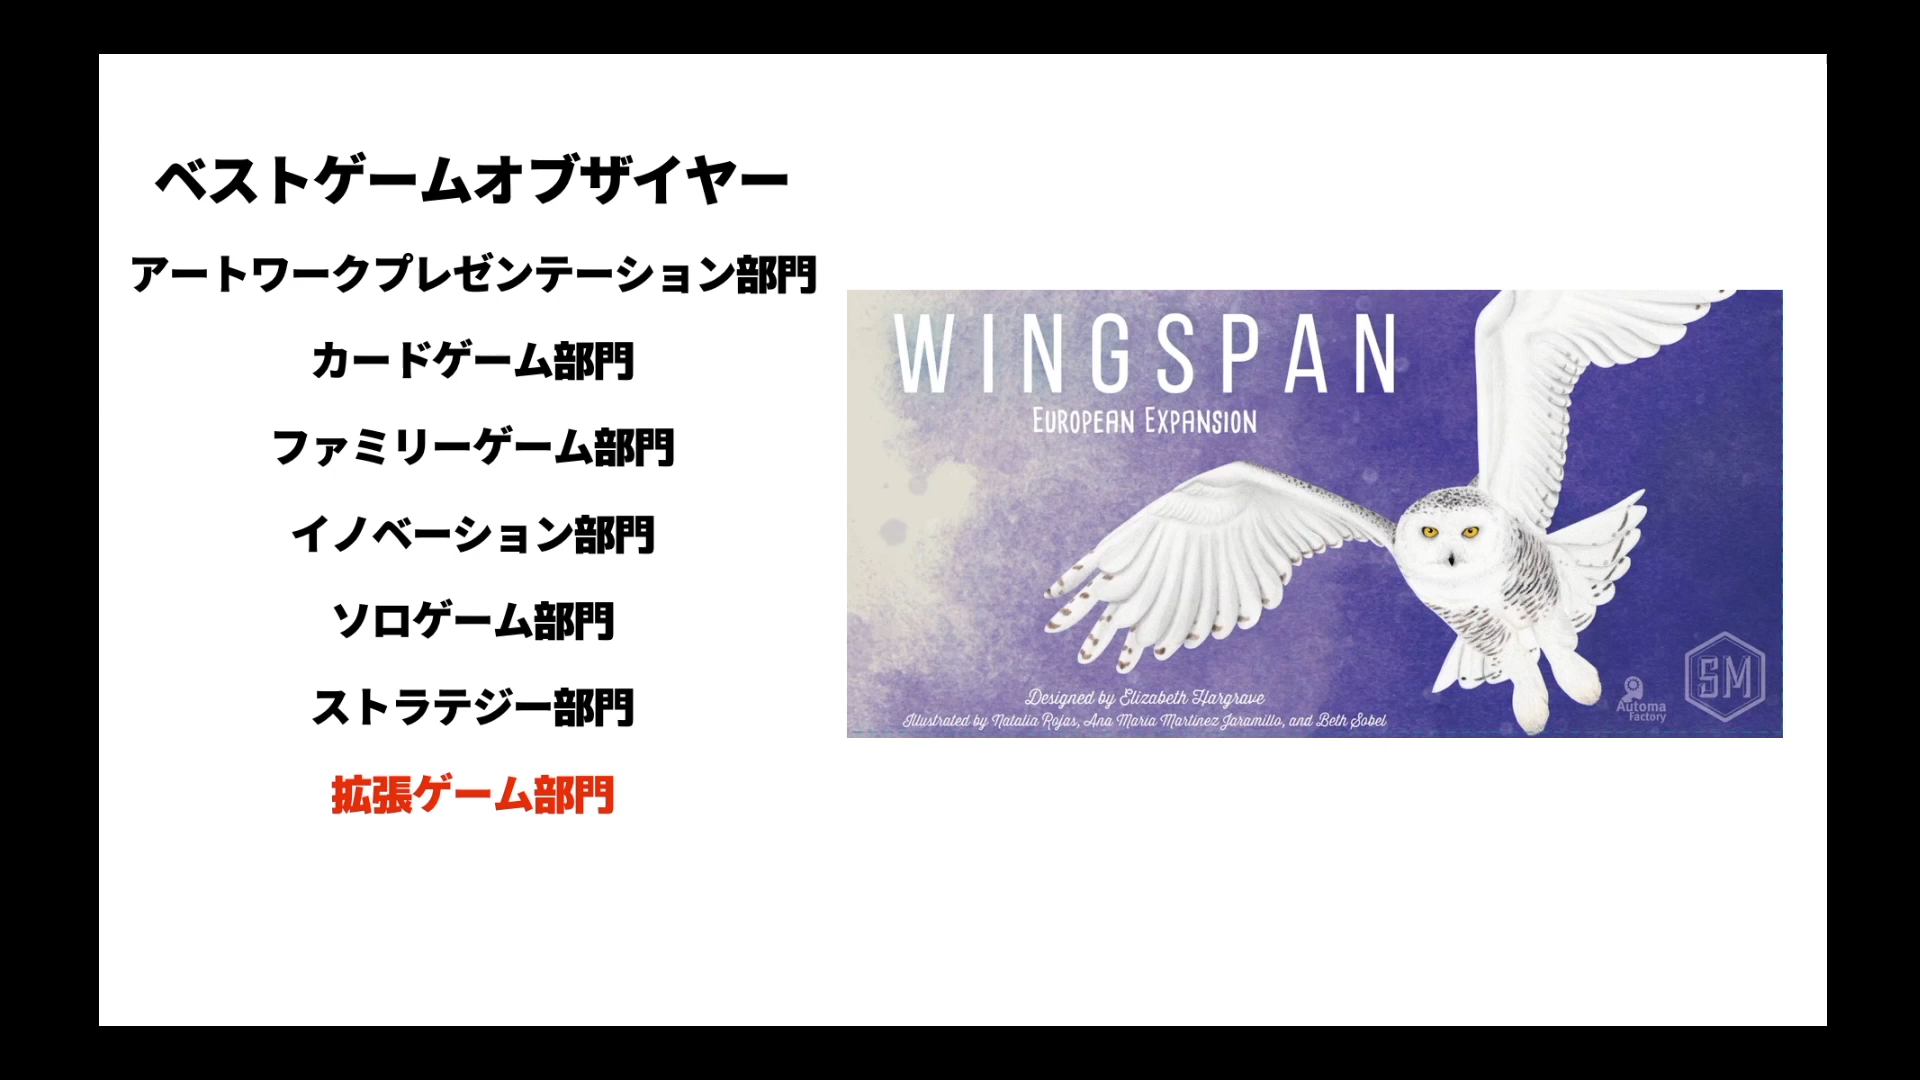 ベストゲームオブザイヤー
アートワークプレゼンテーション部門
カードゲーム部門
ファミリーゲーム部門
イノベーション部門
ソロゲーム部門
ストラテジー部門
拡張ゲーム部門
WINGSPAN
EUROPEAN EXPANSION
Designed by Elizabeth Hargrave
Illustrated by Natalia Rojas, Ana Maria Martinez Jaramillo, and Beth Sobel
Automa
Factory
SM